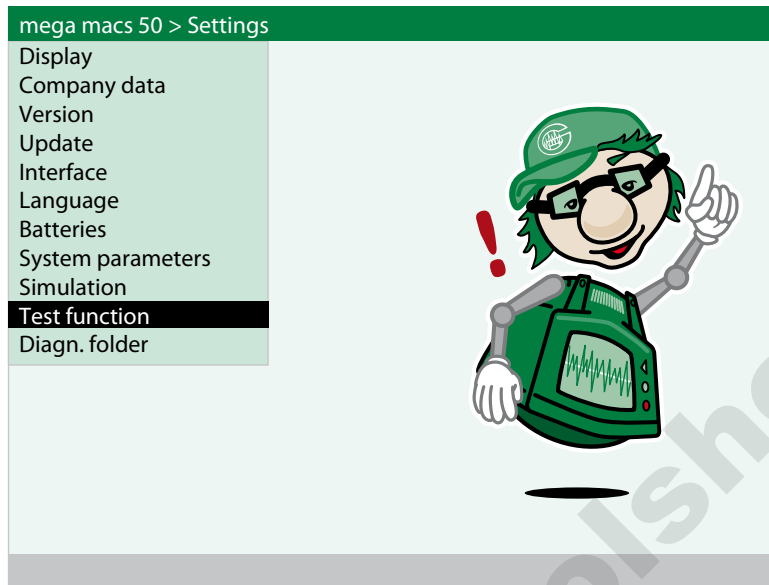 mega macs 50 > Settings
Display
Company data
Version
Update
Interface
Language
Batteries
System parameters
Simulation
Test function
Diagn. folder